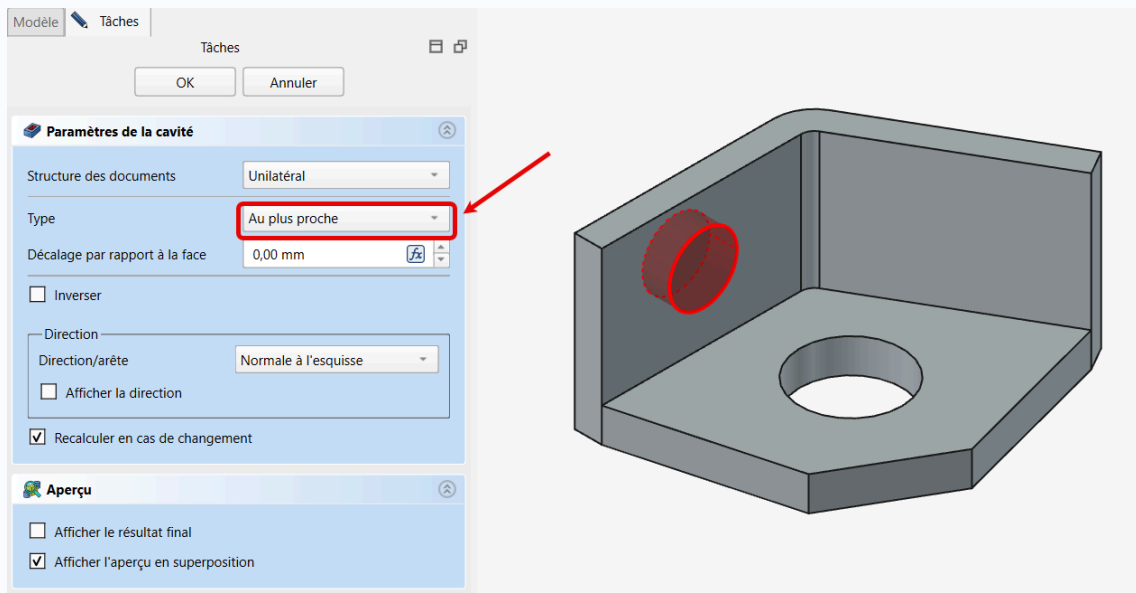 Modèle Tâches
Tâches
OK Annuler
Paramètres de la cavité
Structure des documents Unilatéral
Type Au plus proche
Décalage par rapport à la face 0,00 mm fx
Inverser
Direction
Direction/arête Normale à l'esquisse
Afficher la direction
Recalculer en cas de changement
Aperçu
Afficher le résultat final
Afficher l'aperçu en superposition